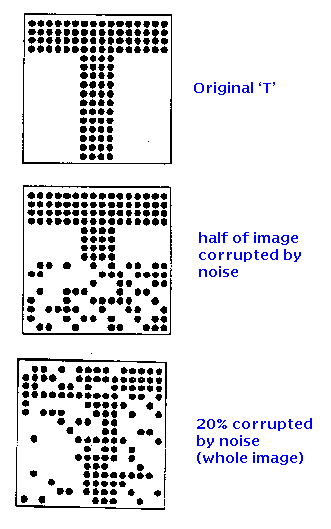 Original ‘T’
half of image
corrupted by
noise
20% corrupted
by noise
(whole image)